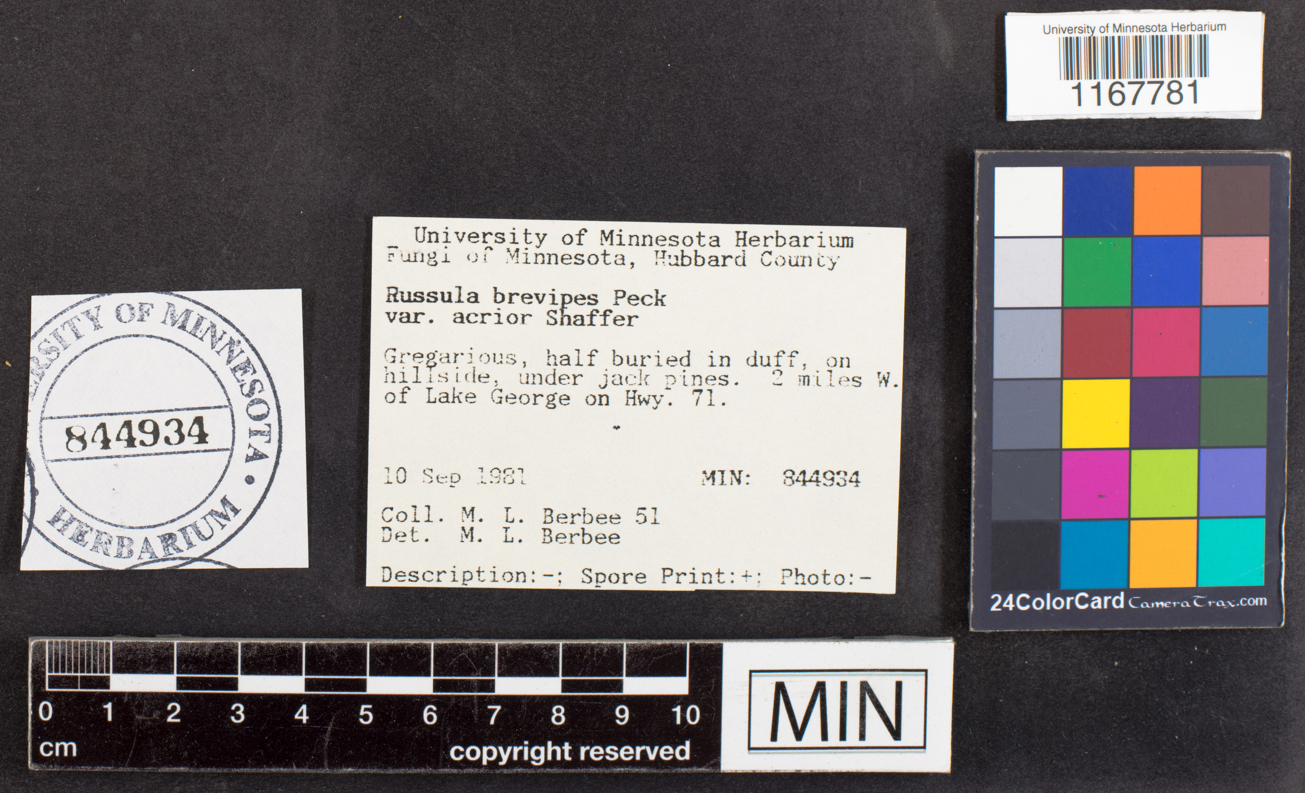 University of Minnesota Herbarium
1167781
University of Minnesota Herbarium
Fungi of Minnesota, Hubbard County
Russula brevipes Peck
var. acrior Shaffer
Gregarious, half buried in duff, on
hillside, under jack pines. 2 miles W.
of Lake George on Hwy. 71.
10 Sep 1981 MIN: 844934
Coll. M. L. Berbee 51
Det. M. L. Berbee
Description:-; Spore Print:+; Photo:-
ERSITY OF MINNESOTA •
844934
HERBARIUM
24ColorCard CameraTrax.com
0 1 2 3 4 5 6 7 8 9 10
cm copyright reserved
MIN